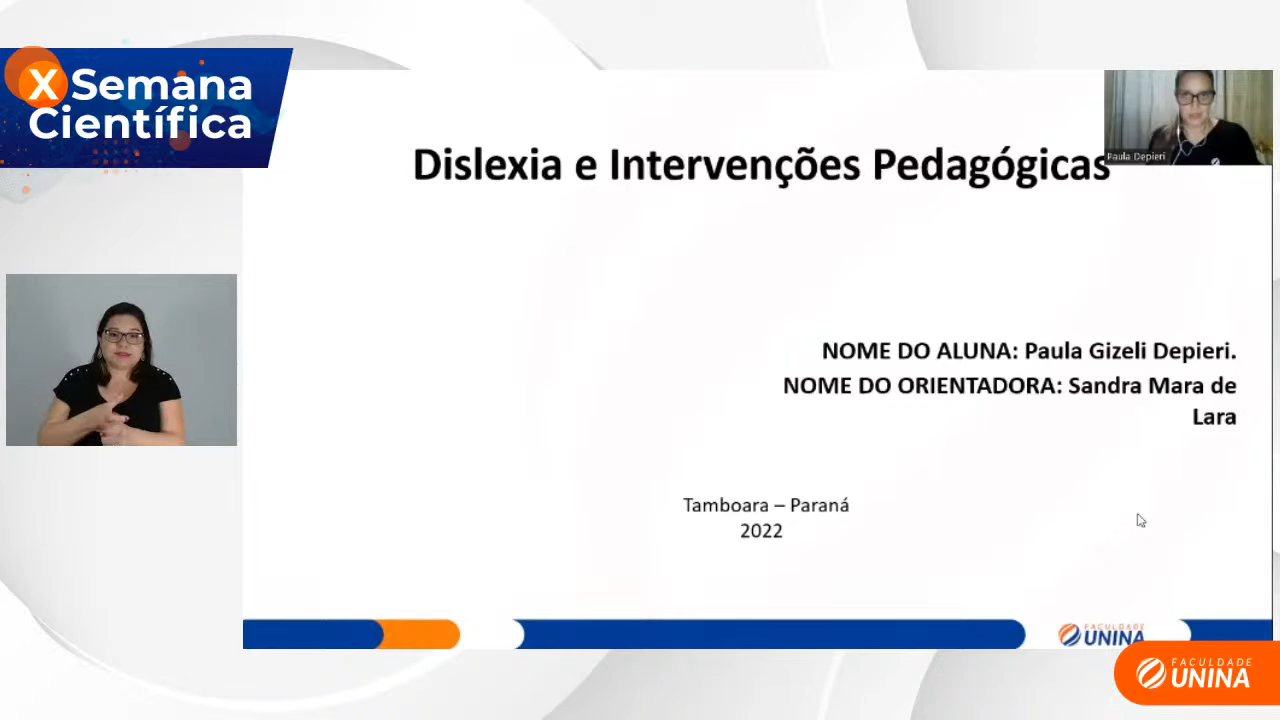 X Semana
Científica
Dislexia e Intervenções Pedagógicas
Paula Depieri
NOME DO ALUNA: Paula Gizeli Depieri.
NOME DO ORIENTADORA: Sandra Mara de
Lara
Tamboara – Paraná
2022
FACULDADE
UNINA
FACULDADE
UNINA